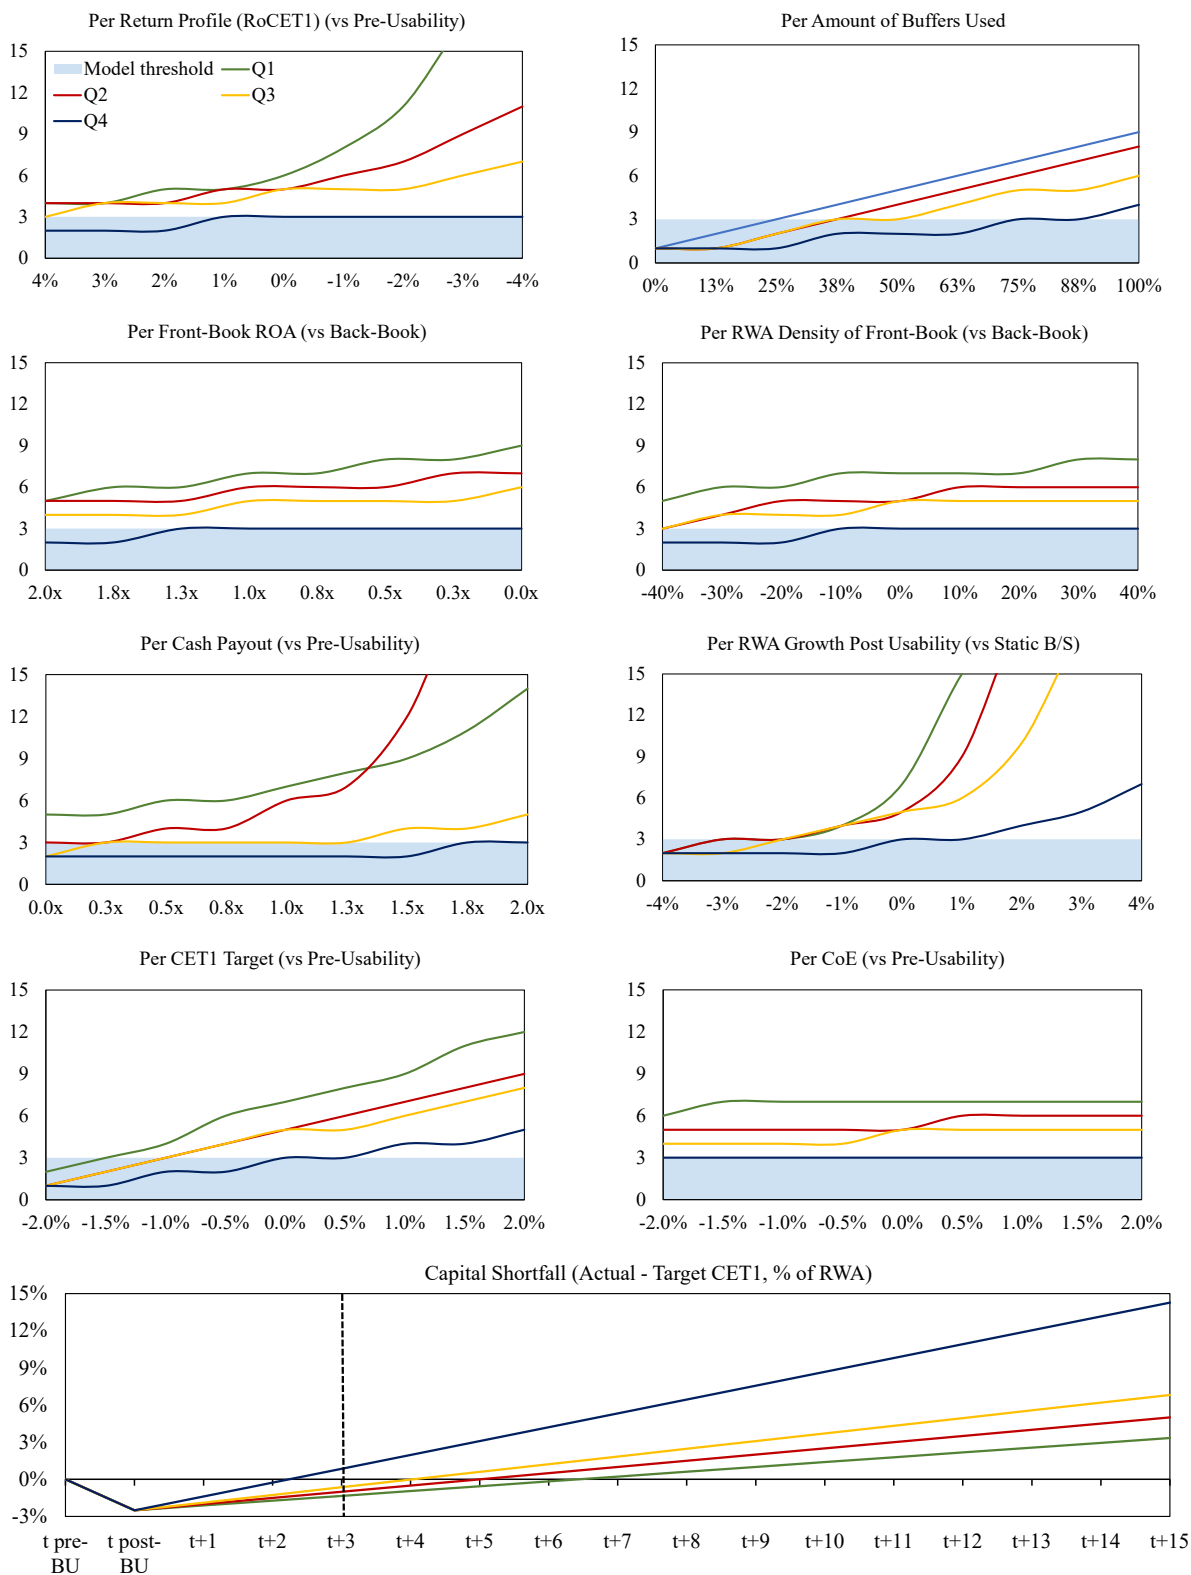 Per Return Profile (RoCET1) (vs Pre-Usability)
15
12
9
6
3
0
Model threshold
Q1
Q2
Q3
Q4
4% 3% 2% 1% 0% -1% -2% -3% -4%
Per Amount of Buffers Used
15
12
9
6
3
0
0% 13% 25% 38% 50% 63% 75% 88% 100%
Per Front-Book ROA (vs Back-Book)
15
12
9
6
3
0
2.0x 1.8x 1.3x 1.0x 0.8x 0.5x 0.3x 0.0x
Per RWA Density of Front-Book (vs Back-Book)
15
12
9
6
3
0
-40% -30% -20% -10% 0% 10% 20% 30% 40%
Per Cash Payout (vs Pre-Usability)
15
12
9
6
3
0
0.0x 0.3x 0.5x 0.8x 1.0x 1.3x 1.5x 1.8x 2.0x
Per RWA Growth Post Usability (vs Static B/S)
15
12
9
6
3
0
-4% -3% -2% -1% 0% 1% 2% 3% 4%
Per CET1 Target (vs Pre-Usability)
15
12
9
6
3
0
-2.0% -1.5% -1.0% -0.5% 0.0% 0.5% 1.0% 1.5% 2.0%
Per CoE (vs Pre-Usability)
15
12
9
6
3
0
-2.0% -1.5% -1.0% -0.5% 0.0% 0.5% 1.0% 1.5% 2.0%
Capital Shortfall (Actual - Target CET1, % of RWA)
15%
12%
9%
6%
3%
0%
-3%
t pre- t post- t+1 t+2 t+3 t+4 t+5 t+6 t+7 t+8 t+9 t+10 t+11 t+12 t+13 t+14 t+15
BU BU